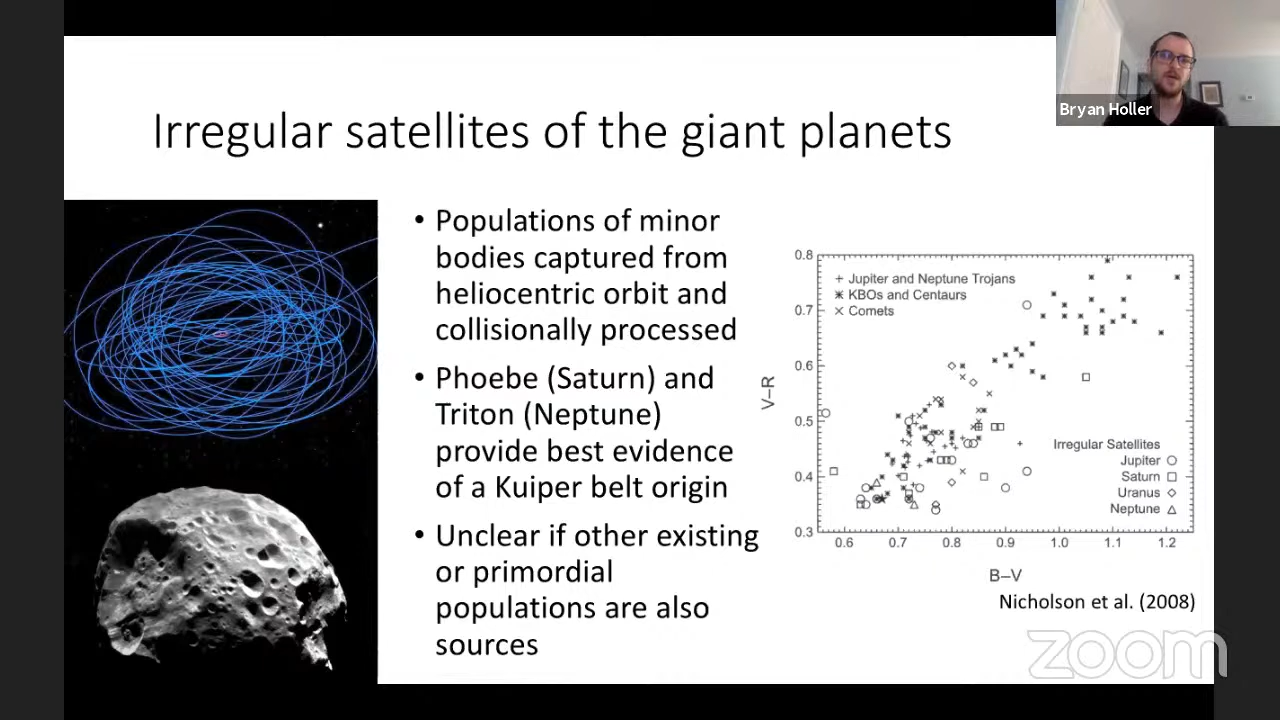 Bryan Holler
Irregular satellites of the giant planets
• Populations of minor
bodies captured from
heliocentric orbit and
collisionally processed
• Phoebe (Saturn) and
Triton (Neptune)
provide best evidence
of a Kuiper belt origin
• Unclear if other existing
or primordial
populations are also
sources
0.8
0.7
0.6
0.5
0.4
0.3
V–R
+ Jupiter and Neptune Trojans
✱ KBOs and Centaurs
× Comets
Irregular Satellites
Jupiter ○
Saturn □
Uranus ◇
Neptune △
0.6 0.7 0.8 0.9 1.0 1.1 1.2
B–V
Nicholson et al. (2008)
zoom